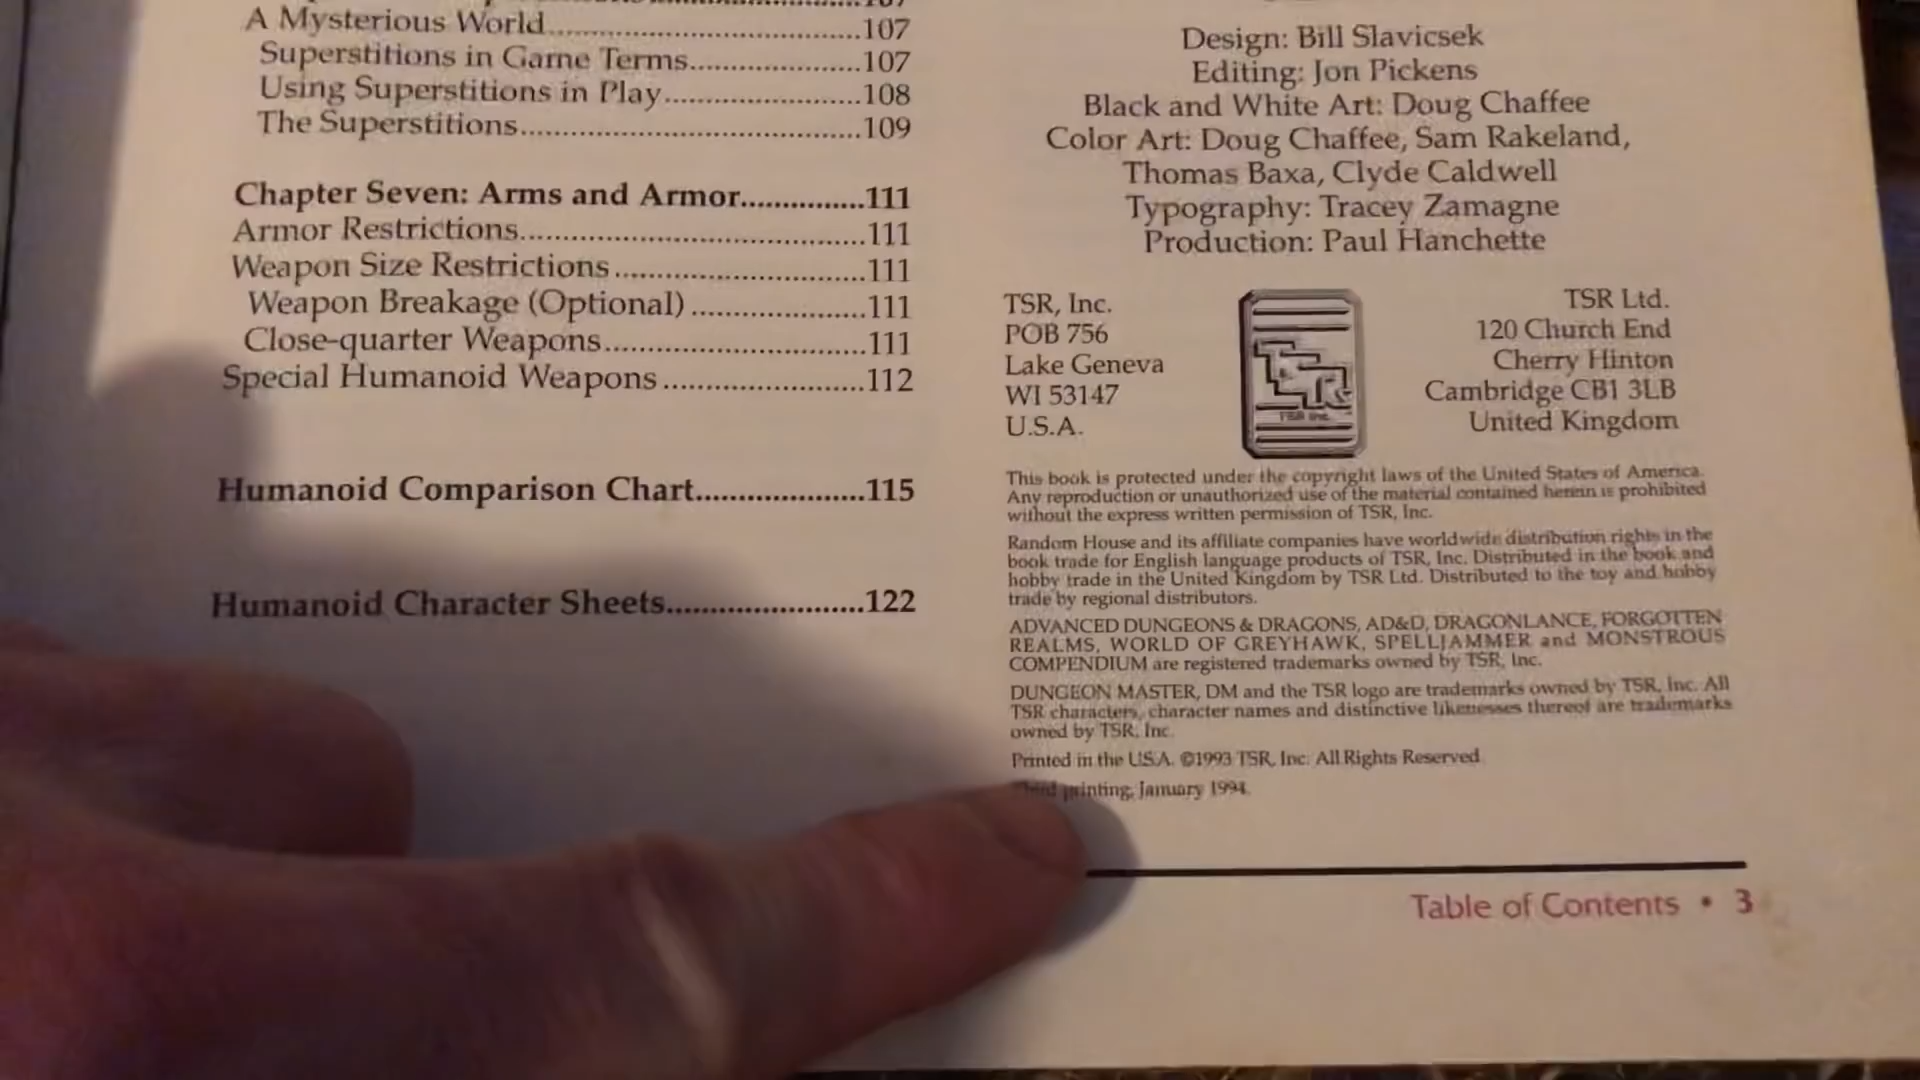 A Mysterious World..............................107
Superstitions in Game Terms....................107
Using Superstitions in Play.......................108
The Superstitions........................................109
Chapter Seven: Arms and Armor..............111
Armor Restrictions........................................111
Weapon Size Restrictions..........................111
Weapon Breakage (Optional)....................111
Close-quarter Weapons..............................111
Special Humanoid Weapons.......................112
Humanoid Comparison Chart...................115
Humanoid Character Sheets......................122
Design: Bill Slavicsek
Editing: Jon Pickens
Black and White Art: Doug Chaffee
Color Art: Doug Chaffee, Sam Rakeland,
Thomas Baxa, Clyde Caldwell
Typography: Tracey Zamagne
Production: Paul Hanchette
TSR, Inc.
POB 756
Lake Geneva
WI 53147
U.S.A.
TSR Inc.
TSR Ltd.
120 Church End
Cherry Hinton
Cambridge CB1 3LB
United Kingdom
This book is protected under the copyright laws of the United States of America.
Any reproduction or unauthorized use of the material contained herein is prohibited
without the express written permission of TSR, Inc.
Random House and its affiliate companies have worldwide distribution rights in the
book trade for English language products of TSR, Inc. Distributed in the book and
hobby trade in the United Kingdom by TSR Ltd. Distributed to the toy and hobby
trade by regional distributors.
ADVANCED DUNGEONS & DRAGONS, AD&D, DRAGONLANCE, FORGOTTEN
REALMS, WORLD OF GREYHAWK, SPELLJAMMER and MONSTROUS
COMPENDIUM are registered trademarks owned by TSR, Inc.
DUNGEON MASTER, DM and the TSR logo are trademarks owned by TSR, Inc. All
TSR characters, character names and distinctive likenesses thereof are trademarks
owned by TSR, Inc.
Printed in the U.S.A. ©1993 TSR, Inc. All Rights Reserved.
Third printing, January 1994.
Table of Contents • 3